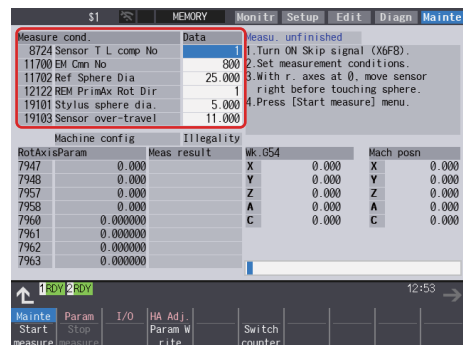 $1 MEMORY Monitr Setup Edit Diagn Mainte
Measure cond. Data Measu. unfinished
8724 Sensor T L comp No 1 1.Turn ON Skip signal (X6F8).
11700 EM Cmn No 800 2.Set measurement conditions.
11702 Ref Sphere Dia 25.000 3.With r. axes at 0, move sensor
12122 REM PrimAx Rot Dir 1 right before touching sphere.
19101 Stylus sphere dia. 5.000 4.Press [Start measure] menu.
19103 Sensor over-travel 11.000
Machine config Illegality
RotAxisParam Meas result Wk.G54 Mach posn
7947 0.000 X 0.000 X 0.000
7948 0.000 Y 0.000 Y 0.000
7957 0.000 Z 0.000 Z 0.000
7958 0.000 A 0.000 A 0.000
7960 0.000000 C 0.000 C 0.000
7961 0.000000
7962 0.000000
7963 0.000000
1RDY 2RDY 12:53
Mainte Param I/O HA Adj.
Start Stop Param W Switch
measure measure rite counter